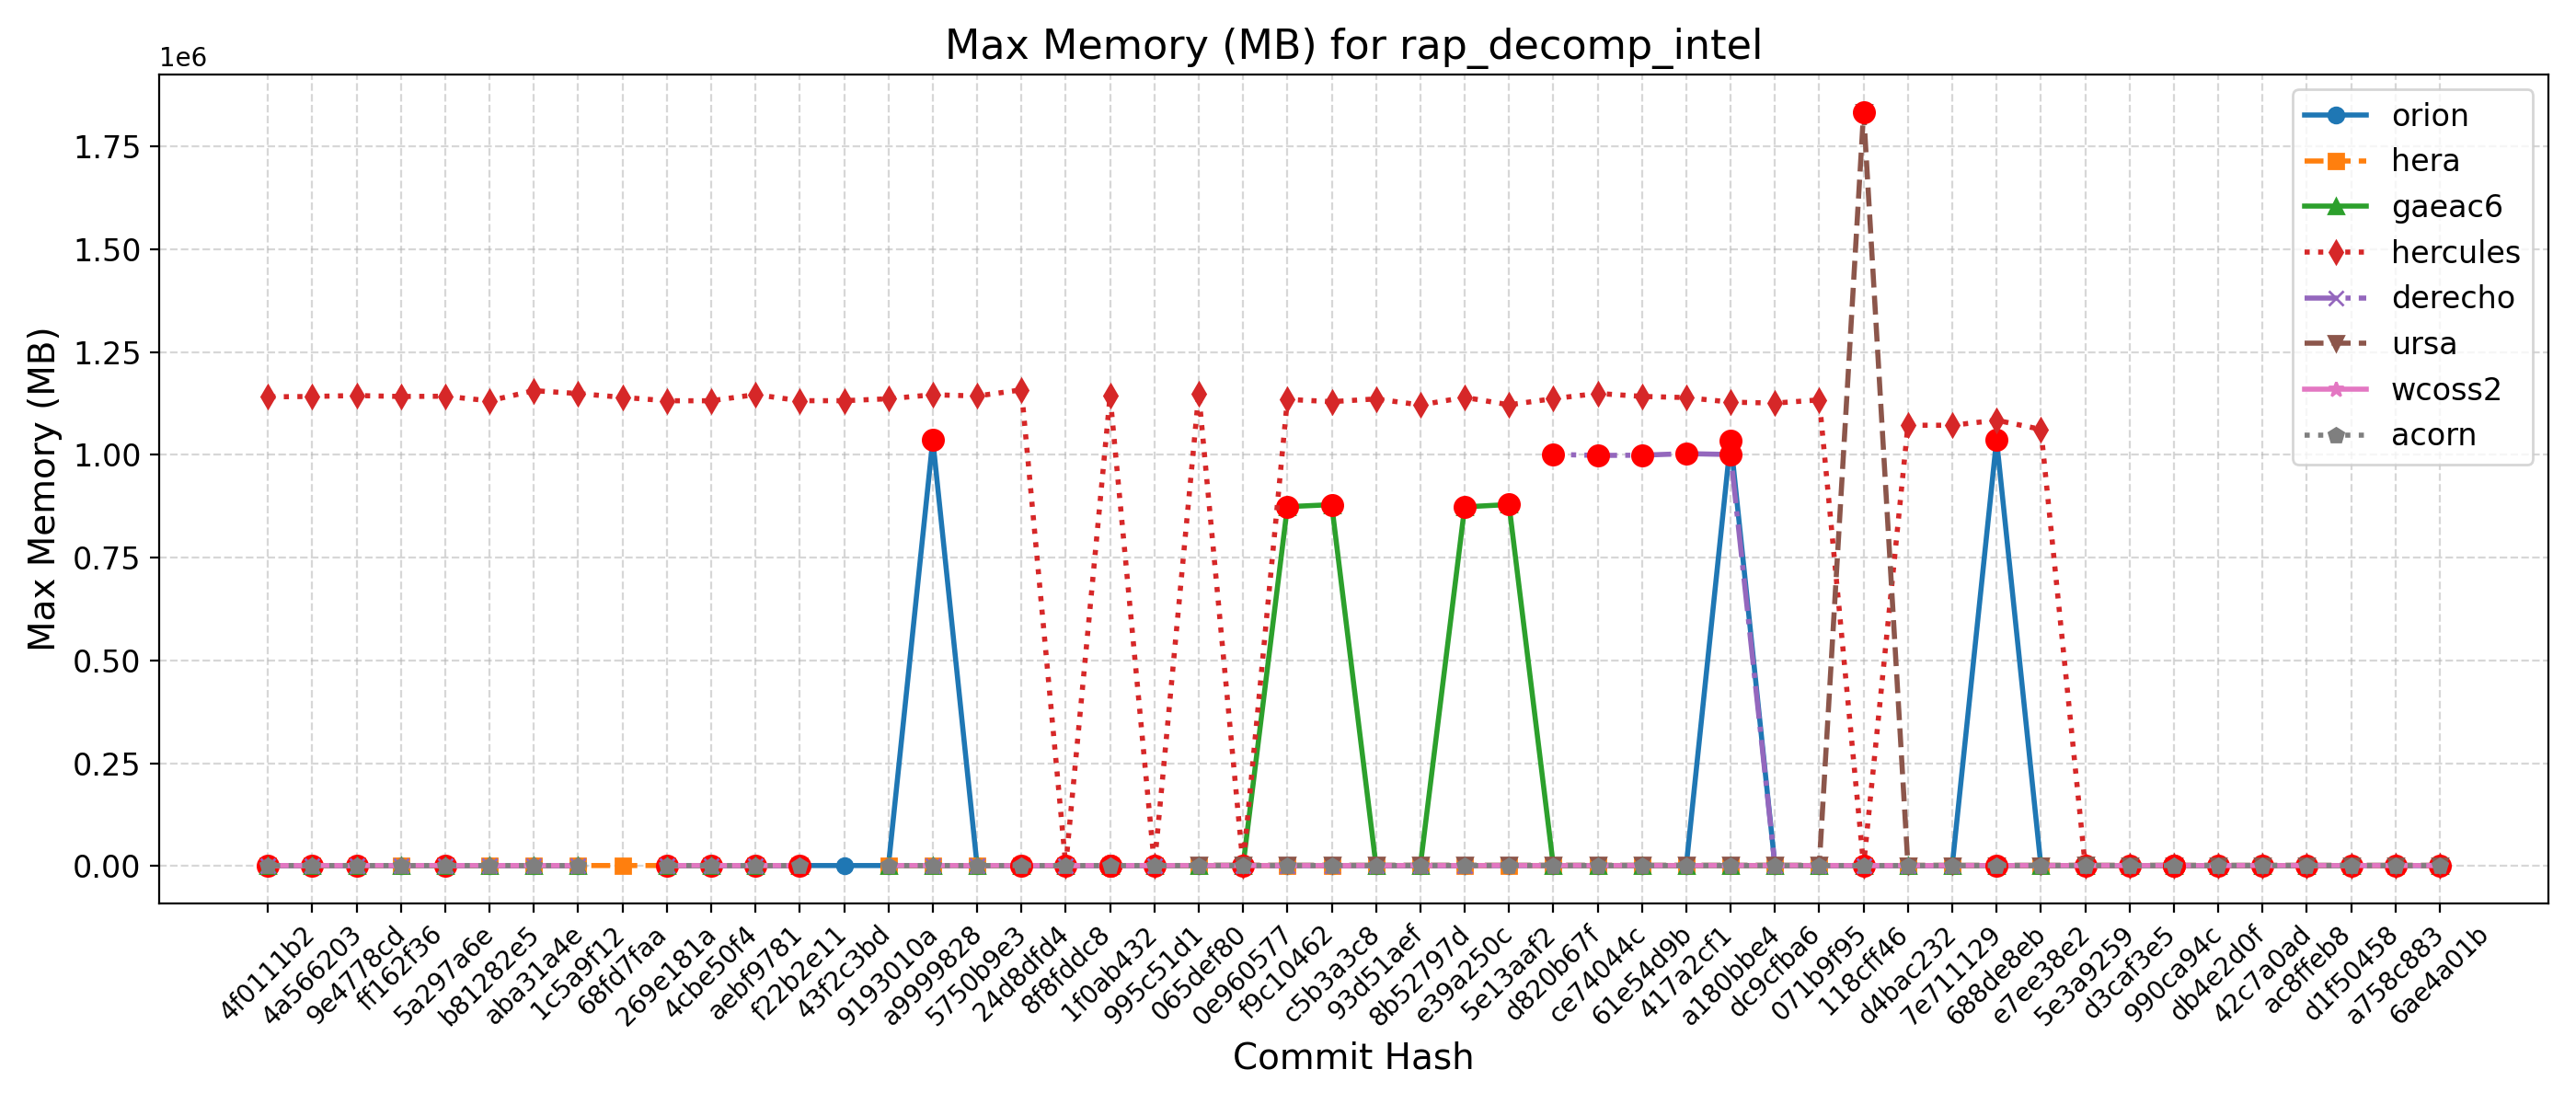 Max Memory (MB) for rap_decomp_intel
1e6
1.75
1.50
1.25
1.00
0.75
0.50
0.25
0.00
Max Memory (MB)
orion
hera
gaeac6
hercules
derecho
ursa
wcoss2
acorn
4f0111b2
4a566203
9e4778cd
ff162f36
5a297a6e
b81282e5
aba31a4e
1c5a9f12
68fd7faa
269e181a
4cbe50f4
aebf9781
f22b2e11
43f2c3bd
9193010a
a9999828
5750b9e3
24d8dfd4
8f8fddc8
1f0ab432
995c51d1
065def80
0e960577
f9c10462
c5b3a3c8
93d51aef
8b52797d
e39a250c
5e13aaf2
d820b67f
ce74044c
61e54d9b
417a2cf1
a180bbe4
dc9cfba6
071b9f95
118cff46
d4bac232
7e711129
688de8eb
e7ee38e2
5e3a9259
d3caf3e5
990ca94c
db4e2d0f
42c7a0ad
ac8ffeb8
d1f50458
a758c883
6ae4a01b
Commit Hash